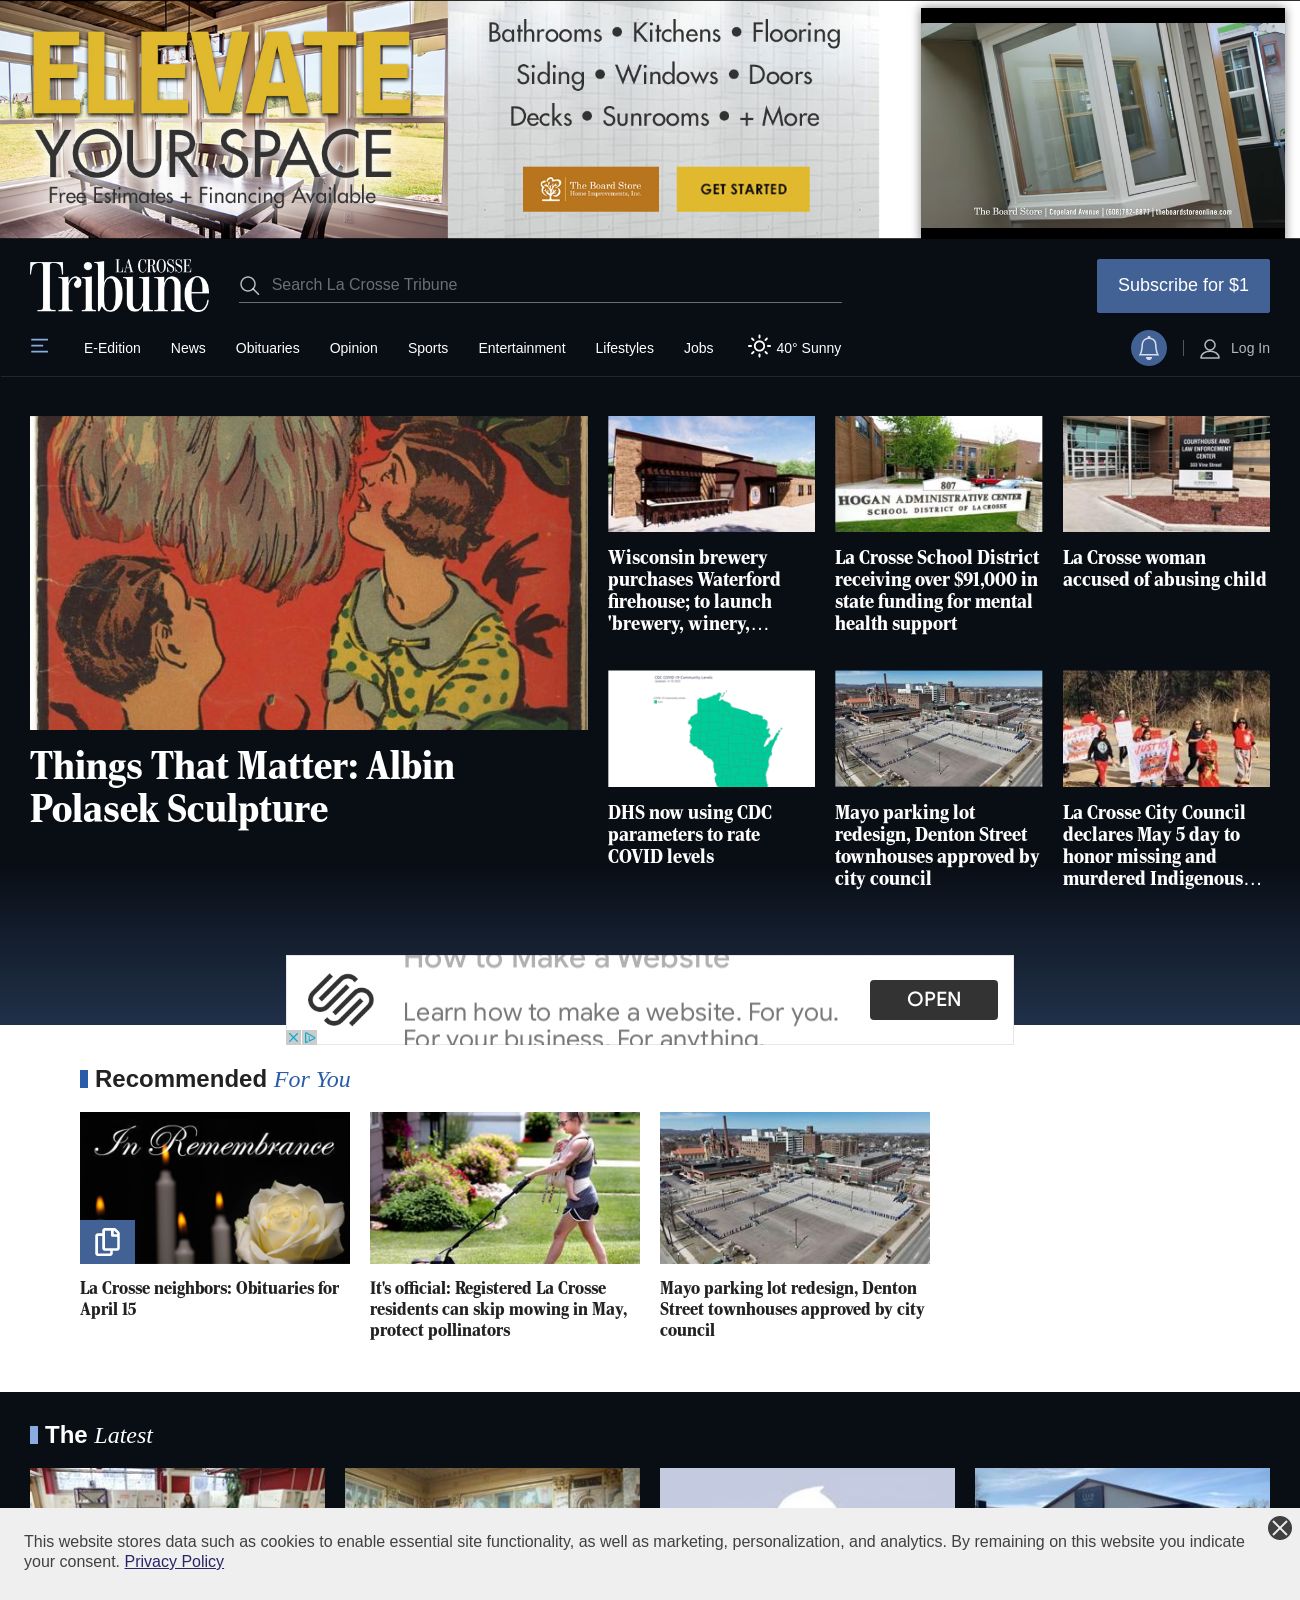 ELEVATE
YOUR SPACE
Free Estimates + Financing Available
Bathrooms • Kitchens • Flooring
Siding • Windows • Doors
Decks • Sunrooms • + More
The Board Store
Home Improvements, Inc.
GET STARTED
The Board Store | Copeland Avenue | (608)782-8877 | theboardstoreonline.com
LA CROSSE
Tribune
Search La Crosse Tribune
Subscribe for $1
E-Edition
News
Obituaries
Opinion
Sports
Entertainment
Lifestyles
Jobs
40° Sunny
Log In
Things That Matter: Albin
Polasek Sculpture
Wisconsin brewery
purchases Waterford
firehouse; to launch
'brewery, winery,…
807
HOGAN ADMINISTRATIVE CENTER
SCHOOL DISTRICT OF LA CROSSE
La Crosse School District
receiving over $91,000 in
state funding for mental
health support
COURTHOUSE AND
LAW ENFORCEMENT
CENTER
333 Vine Street
La Crosse woman
accused of abusing child
CDC COVID-19 Community Levels
DHS now using CDC
parameters to rate
COVID levels
Mayo parking lot
redesign, Denton Street
townhouses approved by
city council
La Crosse City Council
declares May 5 day to
honor missing and
murdered Indigenous…
How to Make a Website
Learn how to make a website. For you.
For your business. For anything.
OPEN
Recommended For You
In Remembrance
La Crosse neighbors: Obituaries for
April 15
It's official: Registered La Crosse
residents can skip mowing in May,
protect pollinators
Mayo parking lot redesign, Denton
Street townhouses approved by city
council
The Latest
This website stores data such as cookies to enable essential site functionality, as well as marketing, personalization, and analytics. By remaining on this website you indicate
your consent. Privacy Policy